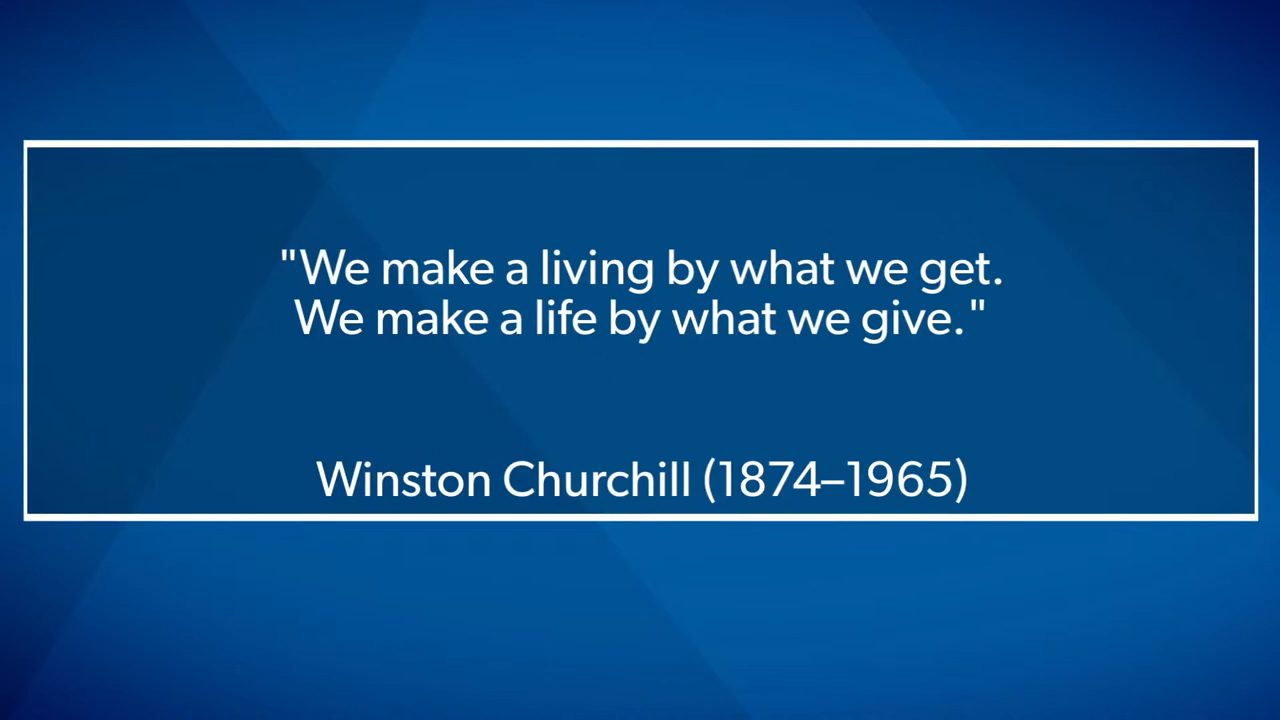 "We make a living by what we get.
We make a life by what we give."
Winston Churchill (1874–1965)